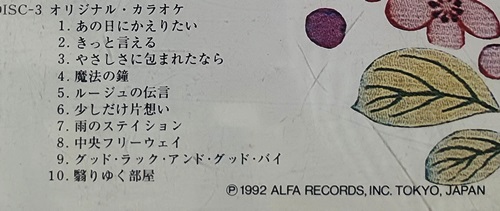 DISC-3 オリジナル・カラオケ
1. あの日にかえりたい
2. きっと言える
3. やさしさに包まれたなら
4. 魔法の鐘
5. ルージュの伝言
6. 少しだけ片想い
7. 雨のステイション
8. 中央フリーウェイ
9. グッド・ラック・アンド・グッド・バイ
10. 翳りゆく部屋
Ⓟ1992 ALFA RECORDS, INC. TOKYO, JAPAN